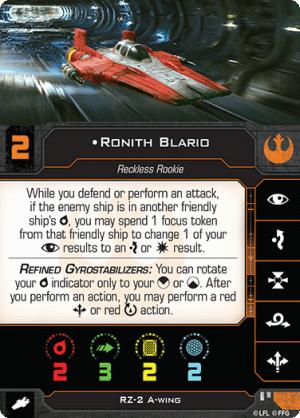 2
•Ronith Blario
Reckless Rookie
While you defend or perform an attack,
if the enemy ship is in another friendly
ship's , you may spend 1 focus token
from that friendly ship to change 1 of your
results to an or result.
Refined Gyrostabilizers: You can rotate
your indicator only to your or . After
you perform an action, you may perform a red
or red action.
2 3 2 2
RZ-2 A-wing
©LFL ©FFG